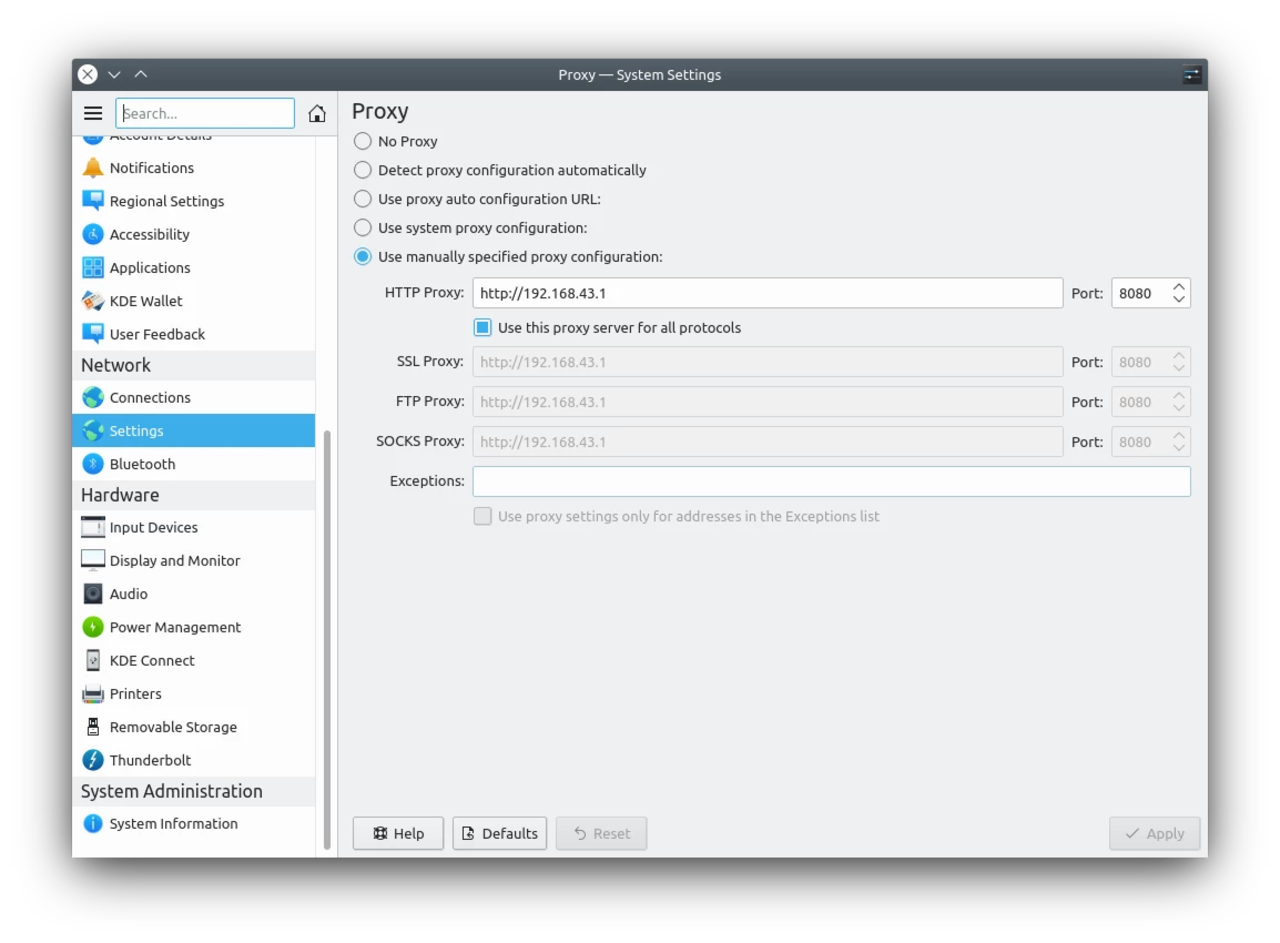 Proxy — System Settings
Search...
Account Details
Notifications
Regional Settings
Accessibility
Applications
KDE Wallet
User Feedback
Network
Connections
Settings
Bluetooth
Hardware
Input Devices
Display and Monitor
Audio
Power Management
KDE Connect
Printers
Removable Storage
Thunderbolt
System Administration
System Information
Proxy
No Proxy
Detect proxy configuration automatically
Use proxy auto configuration URL:
Use system proxy configuration:
Use manually specified proxy configuration:
HTTP Proxy: http://192.168.43.1 Port: 8080
Use this proxy server for all protocols
SSL Proxy: http://192.168.43.1 Port: 8080
FTP Proxy: http://192.168.43.1 Port: 8080
SOCKS Proxy: http://192.168.43.1 Port: 8080
Exceptions:
Use proxy settings only for addresses in the Exceptions list
Help Defaults Reset Apply